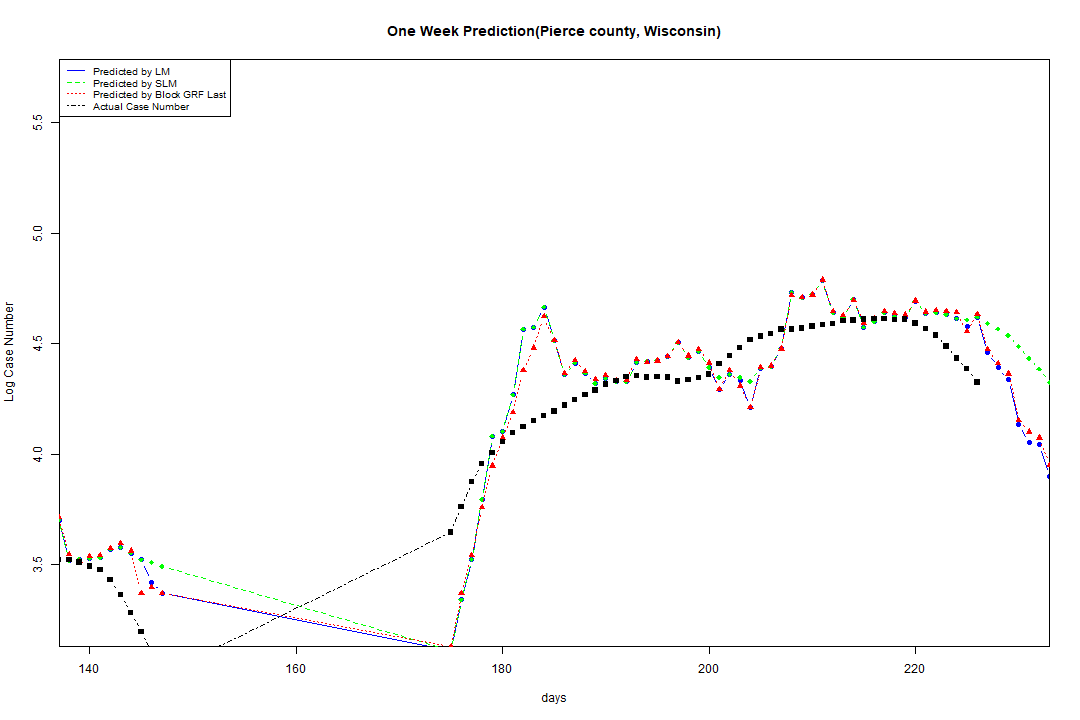 One Week Prediction(Pierce county, Wisconsin)
Predicted by LM
Predicted by SLM
Predicted by Block GRF Last
Actual Case Number
Log Case Number
5.5
5.0
4.5
4.0
3.5
140 160 180 200 220
days